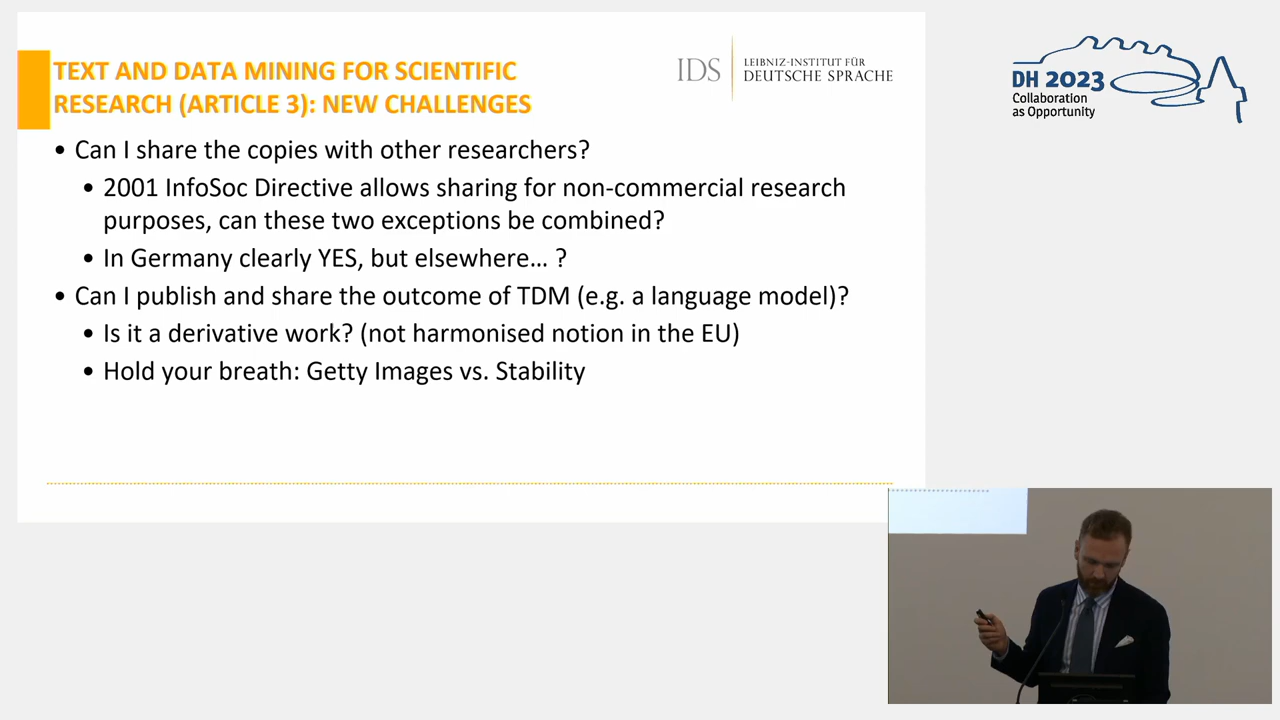 TEXT AND DATA MINING FOR SCIENTIFIC
RESEARCH (ARTICLE 3): NEW CHALLENGES
IDS
LEIBNIZ-INSTITUT FÜR
DEUTSCHE SPRACHE
DH 2023
Collaboration
as Opportunity
• Can I share the copies with other researchers?
• 2001 InfoSoc Directive allows sharing for non-commercial research
purposes, can these two exceptions be combined?
• In Germany clearly YES, but elsewhere... ?
• Can I publish and share the outcome of TDM (e.g. a language model)?
• Is it a derivative work? (not harmonised notion in the EU)
• Hold your breath: Getty Images vs. Stability